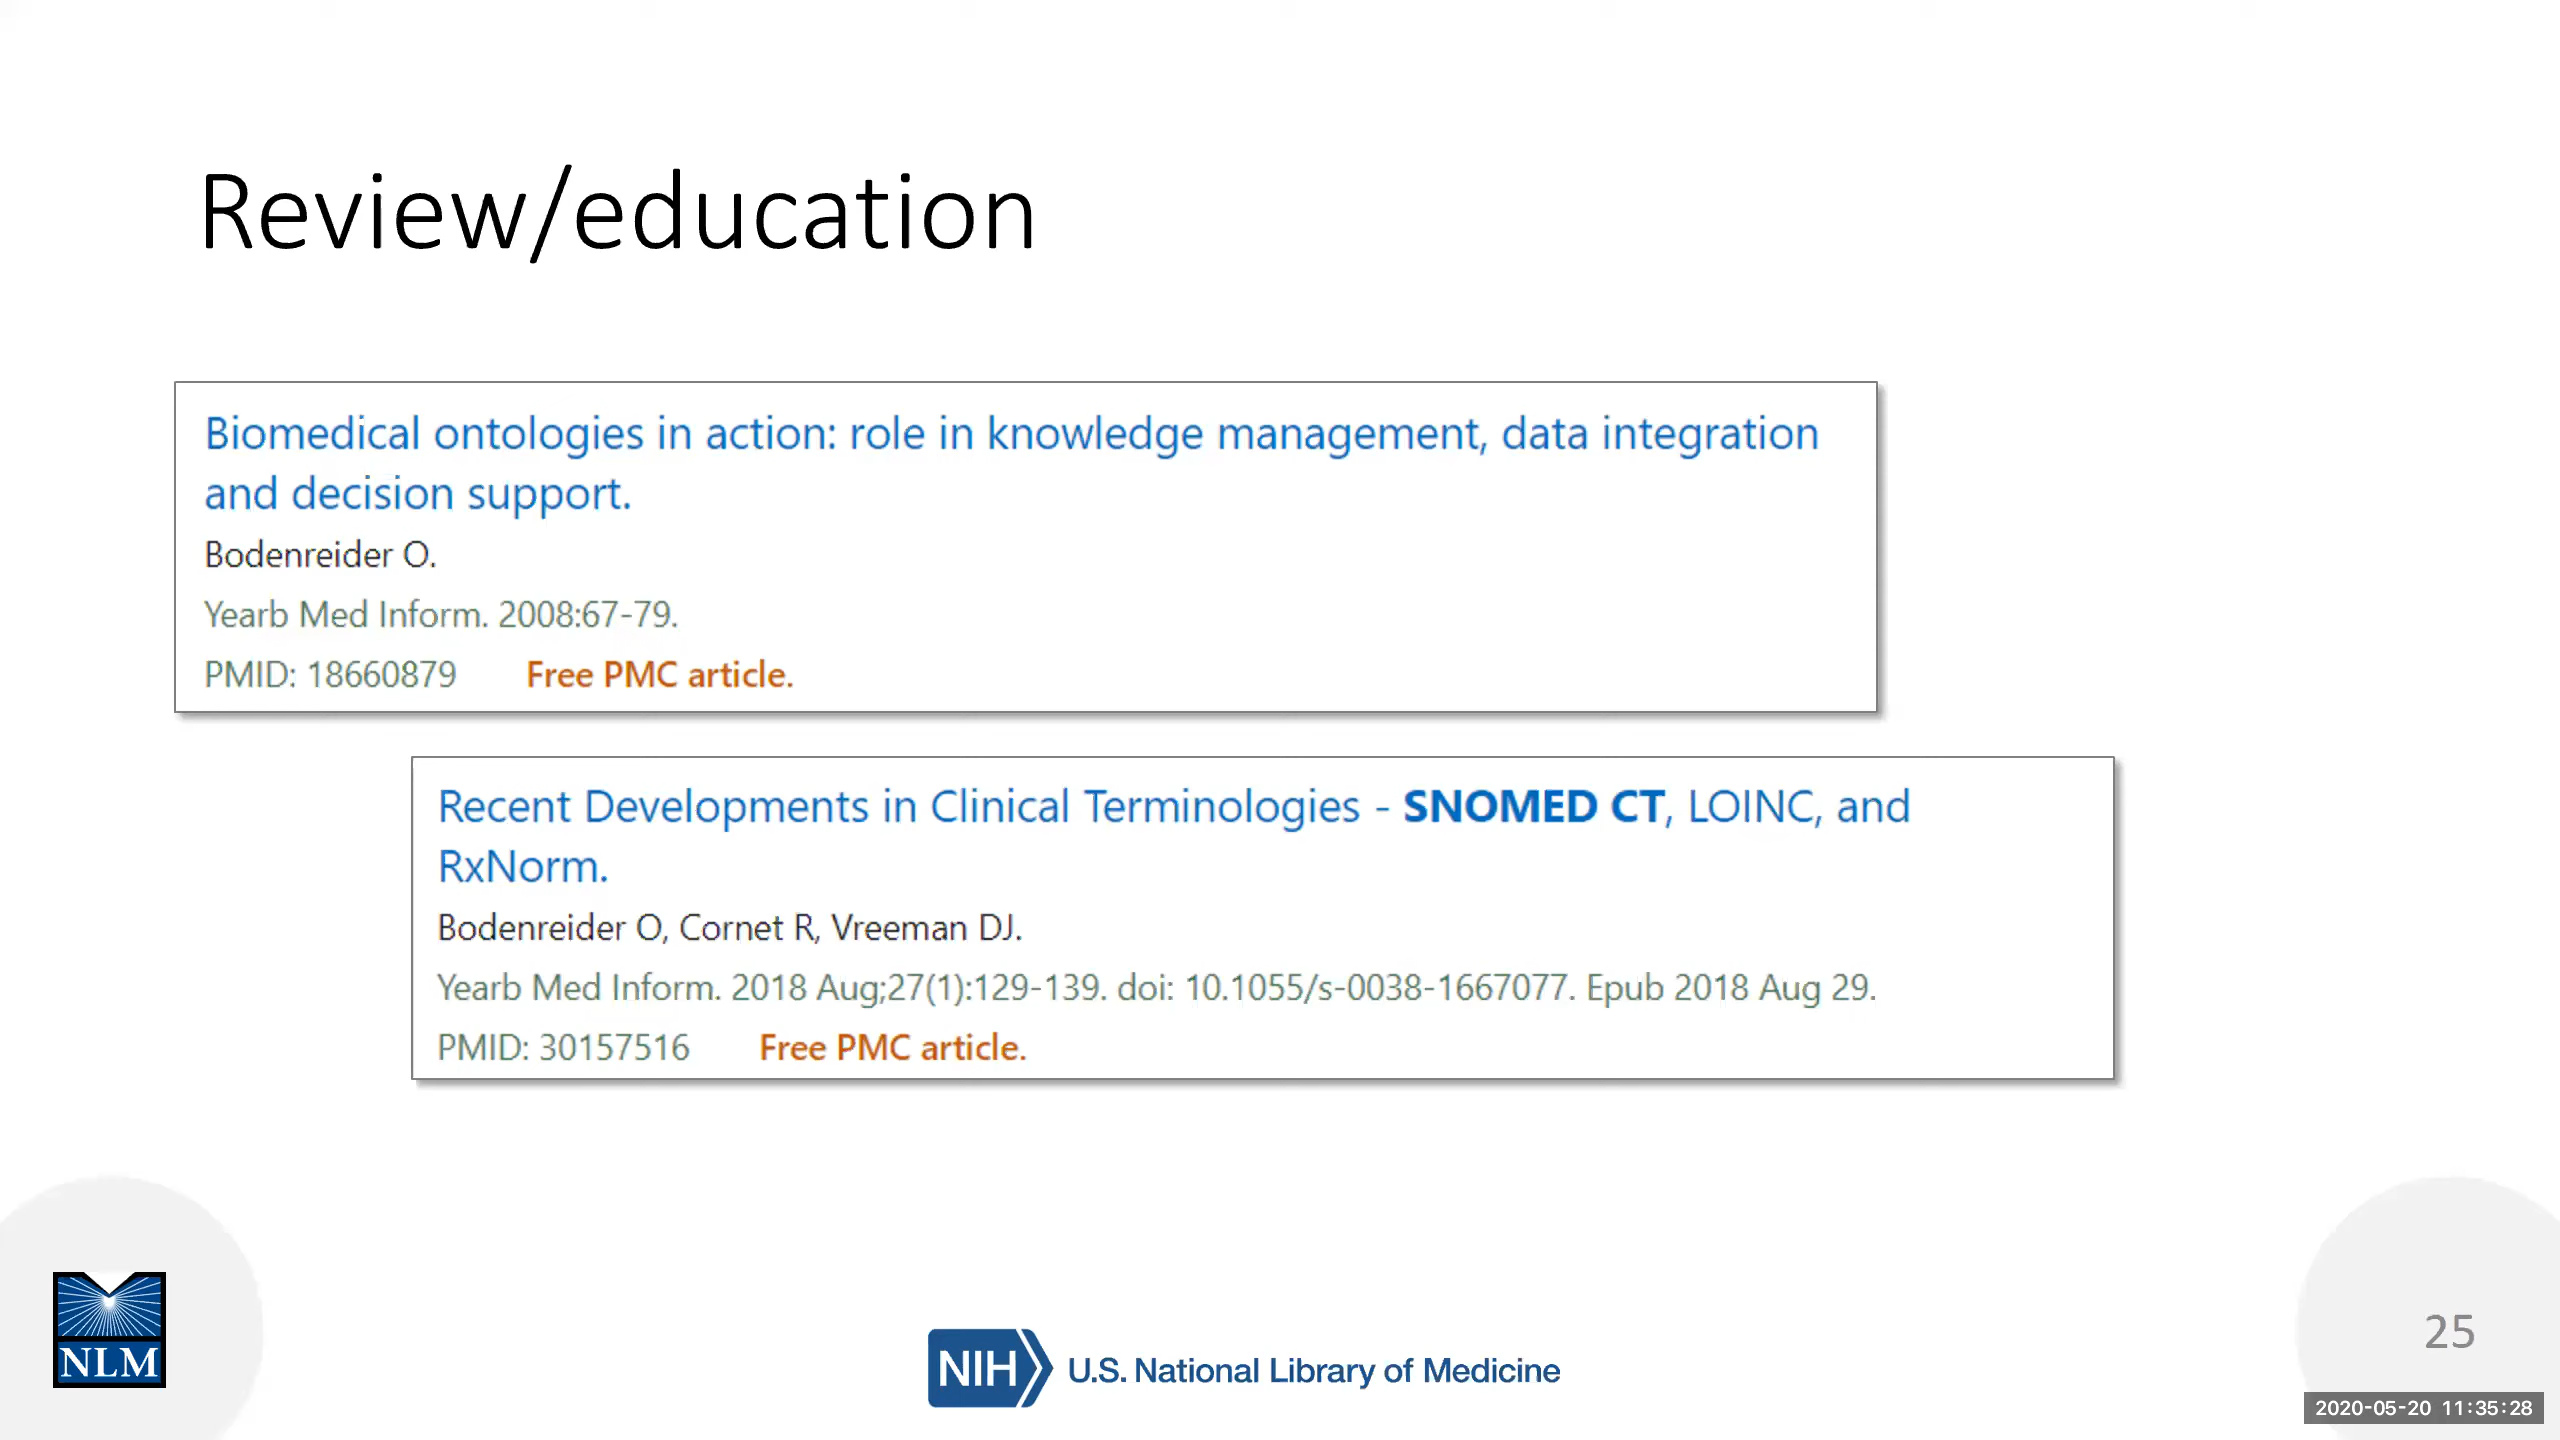 Review/education
Biomedical ontologies in action: role in knowledge management, data integration
and decision support.
Bodenreider O.
Yearb Med Inform. 2008:67-79.
PMID: 18660879 Free PMC article.
Recent Developments in Clinical Terminologies - SNOMED CT, LOINC, and
RxNorm.
Bodenreider O, Cornet R, Vreeman DJ.
Yearb Med Inform. 2018 Aug;27(1):129-139. doi: 10.1055/s-0038-1667077. Epub 2018 Aug 29.
PMID: 30157516 Free PMC article.
NLM
NIH U.S. National Library of Medicine
25
2020-05-20 11:35:28